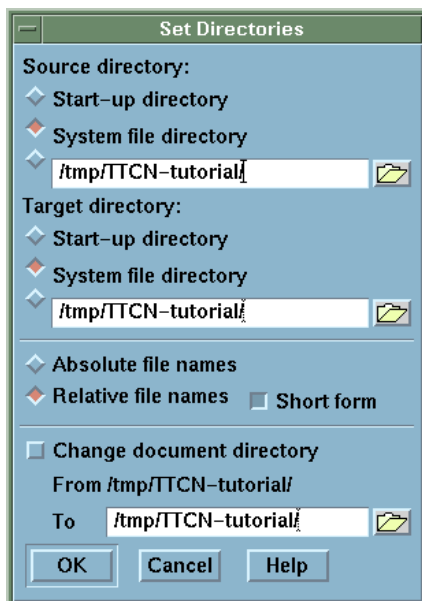 Set Directories
Source directory:
Start-up directory
System file directory
/tmp/TTCN-tutorial/
Target directory:
Start-up directory
System file directory
/tmp/TTCN-tutorial/
Absolute file names
Relative file names Short form
Change document directory
From /tmp/TTCN-tutorial/
To /tmp/TTCN-tutorial/
OK Cancel Help